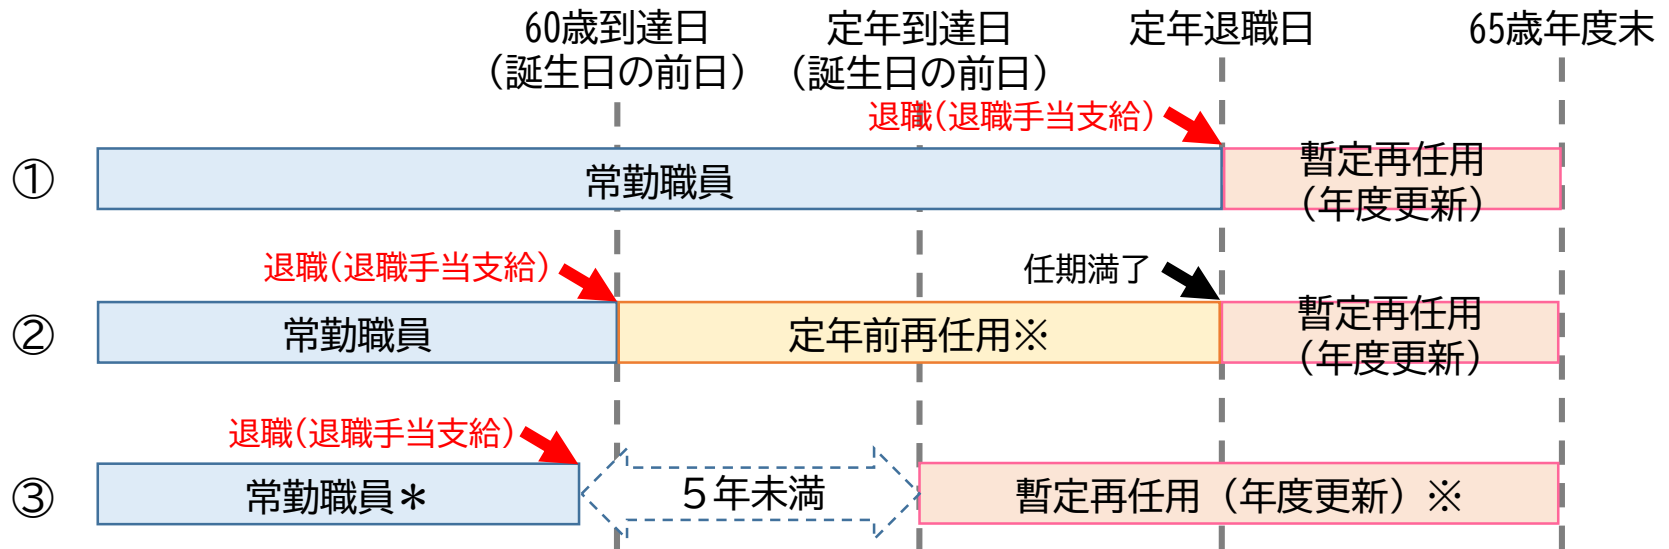 60歳到達日
（誕生日の前日）
定年到達日
（誕生日の前日）
定年退職日
65歳年度末
退職（退職手当支給）
①
常勤職員
暫定再任用
（年度更新）
退職（退職手当支給）
任期満了
②
常勤職員
定年前再任用※
暫定再任用
（年度更新）
退職（退職手当支給）
③
常勤職員＊
５年未満
暫定再任用（年度更新）※